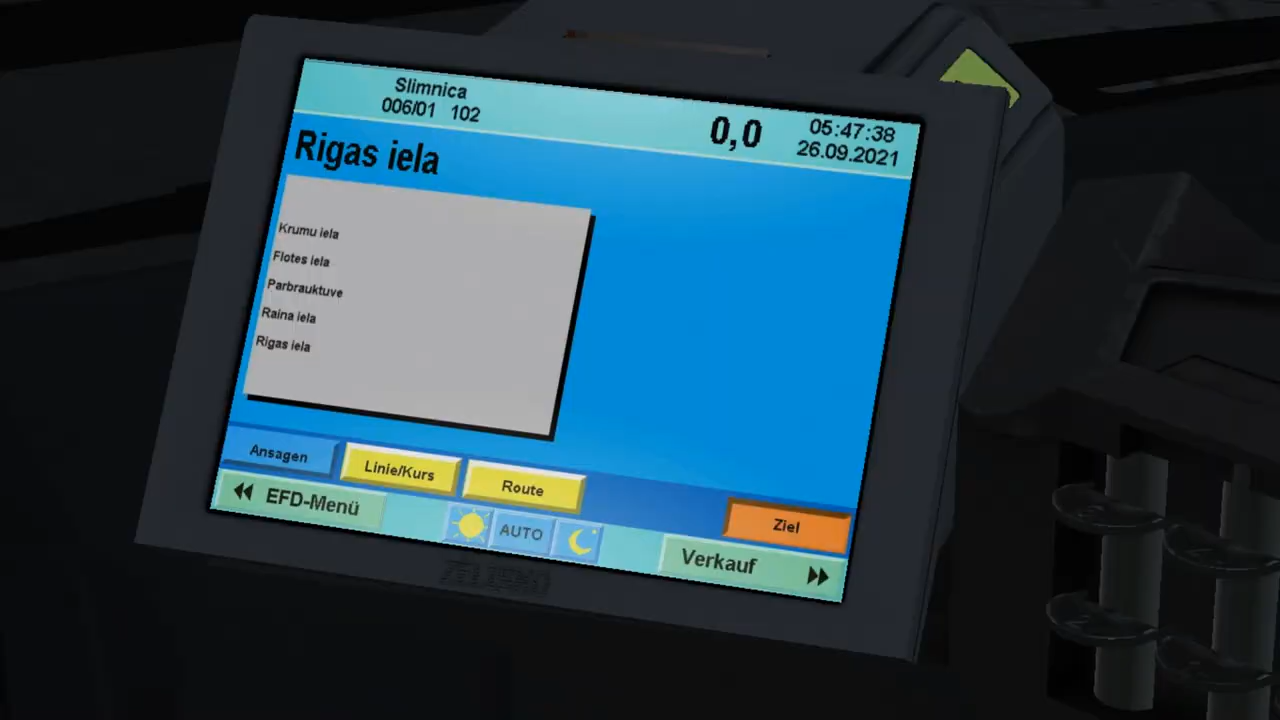 Slimnica
006/01 102
0,0
05:47:38
26.09.2021
Rigas iela
Krumu iela
Flotes iela
Parbrauktuve
Raina iela
Rigas iela
Ansagen
Linie/Kurs
Route
Ziel
EFD-Menü
AUTO
Verkauf